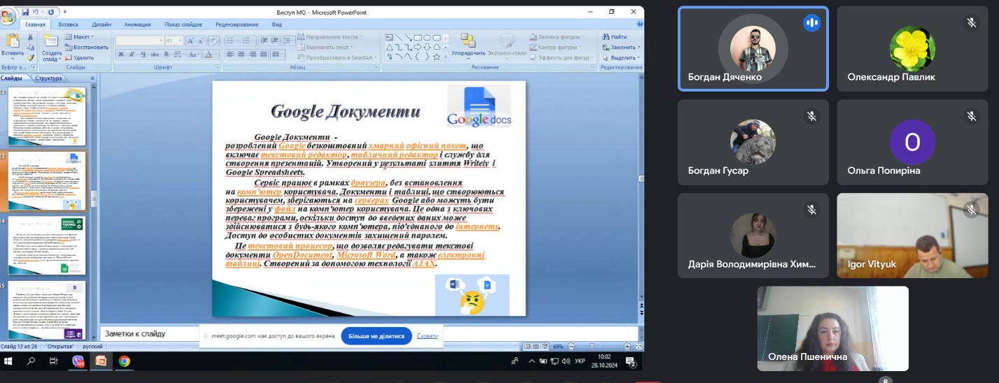 Выступ МО - Microsoft PowerPoint
Главная Вставка Дизайн Анимация Показ слайдов Рецензирование Вид
Вставить
Создать слайд
Макет
Восстановить
Удалить
Ж К Ч abc S AV Aa А
Направление текста
Выровнять текст
Преобразовать в SmartArt
Упорядочить Экспресс-стили
Заливка фигуры
Контур фигуры
Эффекты для фигур
Найти
Заменить
Выделить
Буфер о... Слайды Шрифт Абзац Рисование Редактирование
Слайды Структура
13
14
15
Google Документи
Google docs
Google Документи -
розроблений Google безкоштовний хмарний офісний пакет, що
включає текстовий редактор, табличний редактор і службу для
створення презентацій. Утворений у результаті злиття Writely і
Google Spreadsheets.
Сервіс працює в рамках браузера, без встановлення
на комп'ютер користувача. Документи і таблиці, що створюються
користувачем, зберігаються на серверах Google або можуть бути
збережені у файл на комп'ютер користувача. Це одна з ключових
переваг програми, оскільки доступ до введених даних може
здійснюватися з будь-якого комп'ютера, під'єднаного до інтернету.
Доступ до особистих документів захищений паролем.
Це текстовий процесор, що дозволяє редагувати текстові
документи OpenDocument, Microsoft Word, а також електронні
таблиці. Створений за допомогою технології AJAX.
Заметки к слайду
meet.google.com має доступ до вашого екрана. Більше не ділитися Сховати
Слайд 13 из 28 "Открытая" русский 69%
УКР 10:02
28.10.2024
Богдан Дяченко
Олександр Павлик
Богдан Гусар
О
Ольга Попиріна
Дарія Володимирівна Хим...
Igor Vityuk
Олена Пшенична
8